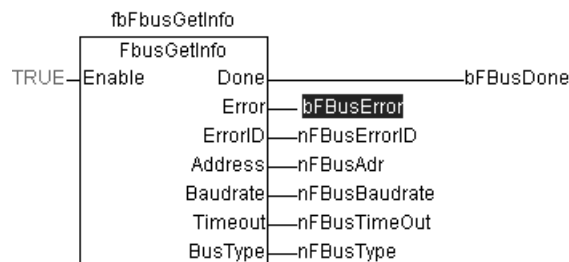 fbFbusGetInfo
FbusGetInfo
TRUE Enable Done bFBusDone
Error bFBusError
ErrorID nFBusErrorID
Address nFBusAdr
Baudrate nFBusBaudrate
Timeout nFBusTimeOut
BusType nFBusType